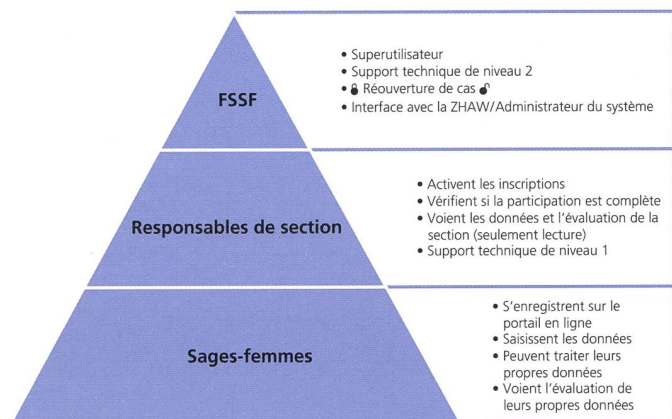 FSSF
• Superutilisateur
• Support technique de niveau 2
• Réouverture de cas
• Interface avec la ZHAW/Administrateur du système
Responsables de section
• Activent les inscriptions
• Vérifient si la participation est complète
• Voient les données et l'évaluation de la
section (seulement lecture)
• Support technique de niveau 1
Sages-femmes
• S'enregistrent sur le
portail en ligne
• Saisissent les données
• Peuvent traiter leurs
propres données
• Voient l'évaluation de
leurs propres données